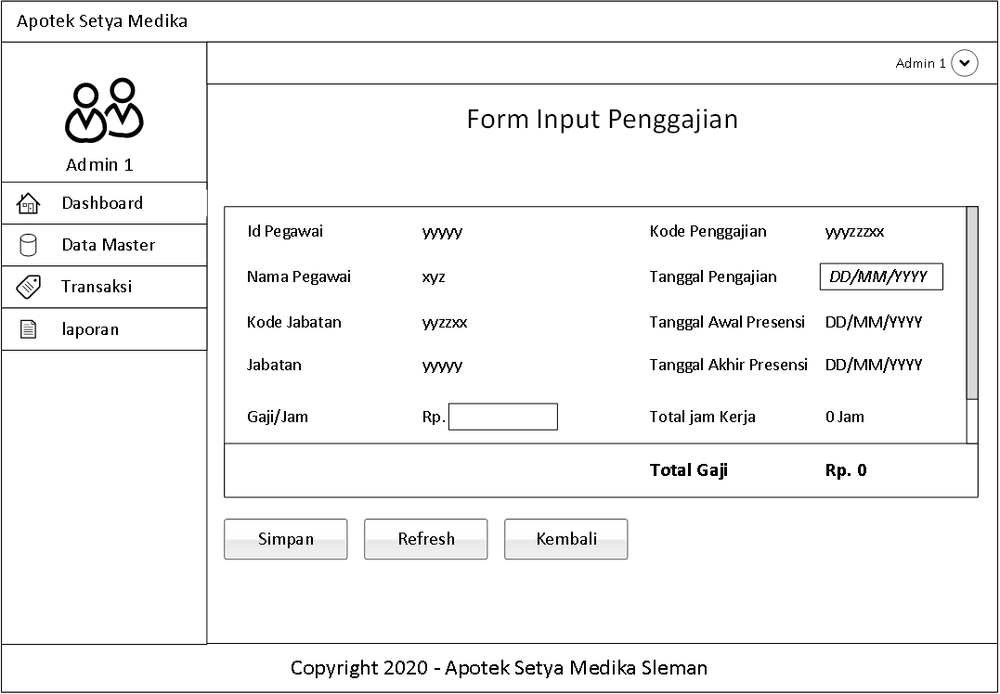 Apotek Setya Medika
Admin 1
Admin 1
Dashboard
Data Master
Transaksi
laporan
Form Input Penggajian
Id Pegawai yyyyy Kode Penggajian yyyzzzxx
Nama Pegawai xyz Tanggal Pengajian DD/MM/YYYY
Kode Jabatan yyzzxx Tanggal Awal Presensi DD/MM/YYYY
Jabatan yyyyy Tanggal Akhir Presensi DD/MM/YYYY
Gaji/Jam Rp. Total jam Kerja 0 Jam
Total Gaji Rp. 0
Simpan Refresh Kembali
Copyright 2020 - Apotek Setya Medika Sleman